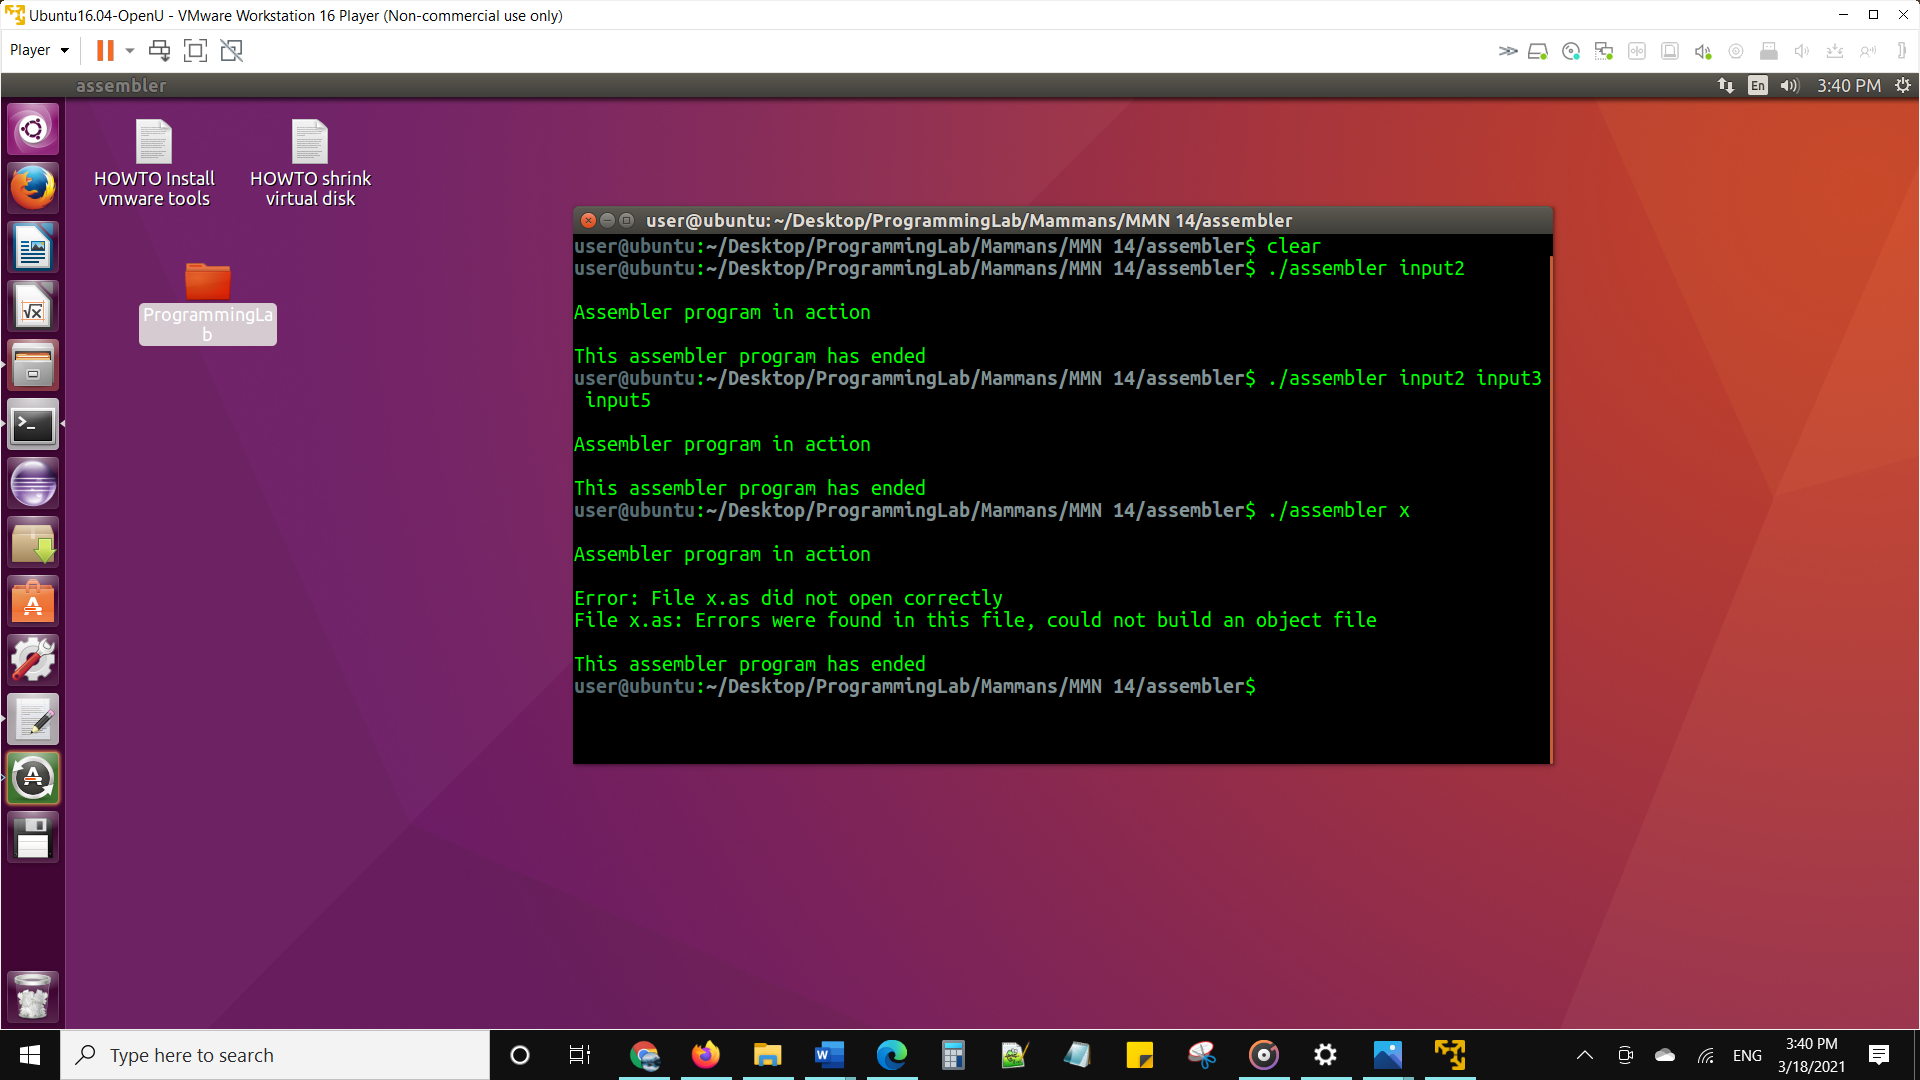 Ubuntu16.04-OpenU - VMware Workstation 16 Player (Non-commercial use only)
Player
assembler
En
3:40 PM
HOWTO Install
vmware tools
HOWTO shrink
virtual disk
ProgrammingLa
b
user@ubuntu: ~/Desktop/ProgrammingLab/Mammans/MMN 14/assembler
user@ubuntu:~/Desktop/ProgrammingLab/Mammans/MMN 14/assembler$ clear
user@ubuntu:~/Desktop/ProgrammingLab/Mammans/MMN 14/assembler$ ./assembler input2
Assembler program in action
This assembler program has ended
user@ubuntu:~/Desktop/ProgrammingLab/Mammans/MMN 14/assembler$ ./assembler input2 input3
input5
Assembler program in action
This assembler program has ended
user@ubuntu:~/Desktop/ProgrammingLab/Mammans/MMN 14/assembler$ ./assembler x
Assembler program in action
Error: File x.as did not open correctly
File x.as: Errors were found in this file, could not build an object file
This assembler program has ended
user@ubuntu:~/Desktop/ProgrammingLab/Mammans/MMN 14/assembler$
Type here to search
ENG
3:40 PM
3/18/2021